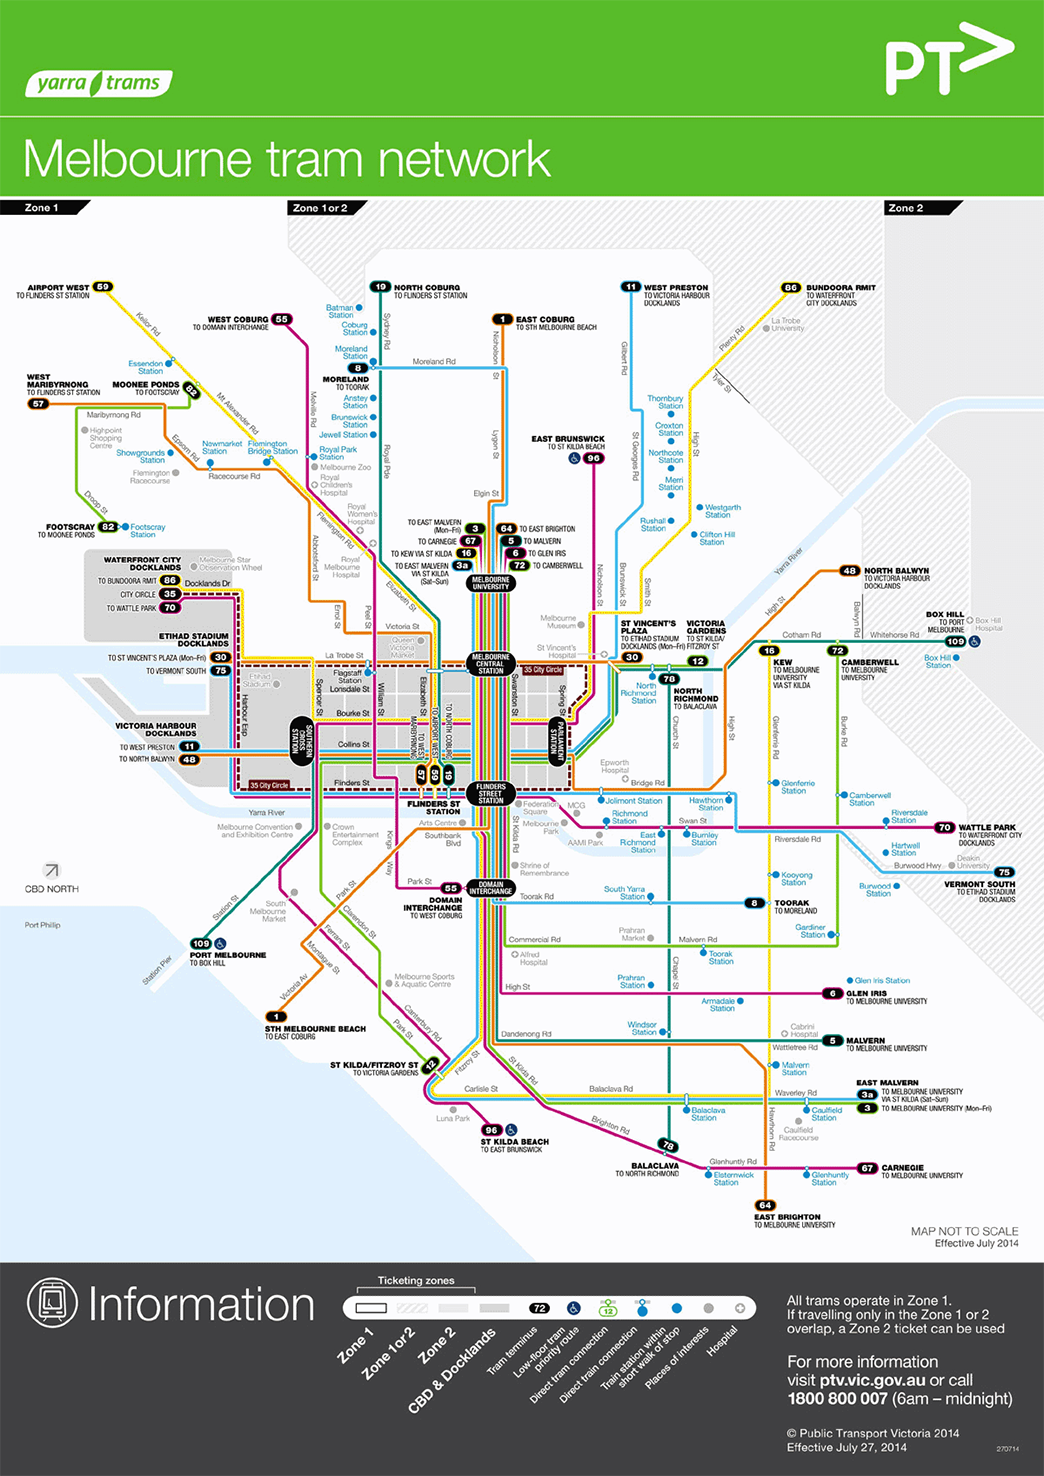 yarra trams
PT>
Melbourne tram network
Zone 1
Zone 1 or 2
Zone 2
AIRPORT WEST 59
TO FLINDERS ST STATION
19 NORTH COBURG
TO FLINDERS ST STATION
11 WEST PRESTON
TO VICTORIA HARBOUR
DOCKLANDS
86 BUNDOORA RMIT
TO WATERFRONT
CITY DOCKLANDS
WEST COBURG 55
TO DOMAIN INTERCHANGE
1 EAST COBURG
TO STH MELBOURNE BEACH
Batman
Station
Coburg
Station
Moreland
Station
8
MORELAND
TO TOORAK
Anstey
Station
Brunswick
Station
Jewell Station
Sydney Rd
Royal Pde
Moreland Rd
Nicholson St
Lygon St
Elgin St
Gilbert Rd
St Georges Rd
La Trobe
University
Plenty Rd
Tyler St
High St
Keilor Rd
Essendon
Station
WEST
MARIBYRNONG
TO FLINDERS ST STATION
57
MOONEE PONDS
TO FOOTSCRAY
82
Mt Alexander Rd
Maribyrnong Rd
Highpoint
Shopping
Centre
Epsom Rd
Showgrounds
Station
Newmarket
Station
Flemington
Bridge Station
Flemington
Racecourse
Racecourse Rd
Melville Rd
Royal Park
Station
Melbourne Zoo
Royal
Children's
Hospital
Royal
Women's
Hospital
Flemington Rd
Royal
Melbourne
Hospital
Droop St
FOOTSCRAY 82
TO MOONEE PONDS
Footscray
Station
Abbotsford St
Errol St
Peel St
Elizabeth St
Victoria St
EAST BRUNSWICK
TO ST KILDA BEACH
96
Thornbury
Station
Croxton
Station
Northcote
Station
Merri
Station
Rushall
Station
Westgarth
Station
Clifton Hill
Station
Nicholson St
Brunswick St
Smith St
TO EAST MALVERN
(Mon–Fri)
3
TO CARNEGIE 67
TO KEW VIA ST KILDA 16
TO EAST MALVERN
VIA ST KILDA
(Sat–Sun)
3a
64 TO EAST BRIGHTON
5 TO MALVERN
6 TO GLEN IRIS
72 TO CAMBERWELL
MELBOURNE
UNIVERSITY
WATERFRONT CITY
DOCKLANDS
TO BUNDOORA RMIT 86
CITY CIRCLE 35
TO WATTLE PARK 70
Melbourne Star
Observation Wheel
Docklands Dr
ETIHAD STADIUM
DOCKLANDS
TO ST VINCENT'S PLAZA (Mon–Fri) 30
TO VERMONT SOUTH 75
Etihad
Stadium
Harbour Esp
VICTORIA HARBOUR
DOCKLANDS
TO WEST PRESTON 11
TO NORTH BALWYN 48
Queen
Victoria
Market
La Trobe St
Flagstaff
Station
Lonsdale St
Bourke St
Collins St
Flinders St
Spencer St
William St
Elizabeth St
Swanston St
Spring St
MELBOURNE
CENTRAL
STATION
35 City Circle
SOUTHERN
CROSS
STATION
PARLIAMENT
STATION
TO WEST
MARIBYRNONG
TO AIRPORT WEST
TO NORTH COBURG
57
59
19
35 City Circle
FLINDERS ST
STATION
FLINDERS
STREET
STATION
Melbourne
Museum
St Vincent's
Hospital
ST VINCENT'S
PLAZA
TO ETIHAD STADIUM
DOCKLANDS (Mon–Fri)
30
VICTORIA
GARDENS
TO ST KILDA/
FITZROY ST
12
North
Richmond
Station
78
NORTH
RICHMOND
TO BALACLAVA
Yarra River
48 NORTH BALWYN
TO VICTORIA HARBOUR
DOCKLANDS
High St
Balwyn Rd
Cotham Rd
Whitehorse Rd
BOX HILL
TO PORT
MELBOURNE
109
Box Hill
Hospital
Box Hill
Station
16
KEW
TO MELBOURNE
UNIVERSITY
VIA ST KILDA
72
CAMBERWELL
TO MELBOURNE
UNIVERSITY
Church St
High St
Glenferrie Rd
Burke Rd
Epworth
Hospital
Bridge Rd
Glenferrie
Station
Camberwell
Station
Jolimont Station
Hawthorn
Station
Federation
Square
MCG
Melbourne
Park
AAMI Park
Richmond
Station
East
Richmond
Station
Swan St
Burnley
Station
Riversdale
Station
Riversdale Rd
70 WATTLE PARK
TO WATERFRONT CITY
DOCKLANDS
Hartwell
Station
Burwood Hwy
Deakin
University
75
VERMONT SOUTH
TO ETIHAD STADIUM
DOCKLANDS
Burwood
Station
Kooyong
Station
Gardiner
Station
Yarra River
Melbourne Convention
and Exhibition Centre
Crown
Entertainment
Complex
Arts Centre
Southbank
Blvd
Kings Way
St Kilda Rd
Shrine of
Remembrance
Park St
55
DOMAIN
INTERCHANGE
TO WEST COBURG
DOMAIN
INTERCHANGE
Toorak Rd
South Yarra
Station
8 TOORAK
TO MORELAND
CBD NORTH
Port Phillip
Station St
South
Melbourne
Market
Park St
Clarendon St
Ferrars St
Montague St
109
PORT MELBOURNE
TO BOX HILL
Station Pier
Victoria Av
1
STH MELBOURNE BEACH
TO EAST COBURG
Melbourne Sports
& Aquatic Centre
Canterbury Rd
Park St
ST KILDA/FITZROY ST
TO VICTORIA GARDENS
12
Fitzroy St
Commercial Rd
Alfred
Hospital
Prahran
Market
Malvern Rd
Toorak
Station
High St
Prahran
Station
Chapel St
Armadale
Station
Glen Iris Station
6 GLEN IRIS
TO MELBOURNE UNIVERSITY
Windsor
Station
Dandenong Rd
Cabrini
Hospital
Wattletree Rd
5 MALVERN
TO MELBOURNE UNIVERSITY
Malvern
Station
St Kilda Rd
Carlisle St
Balaclava Rd
Waverley Rd
EAST MALVERN
3a TO MELBOURNE UNIVERSITY
VIA ST KILDA (Sat–Sun)
3 TO MELBOURNE UNIVERSITY (Mon–Fri)
Luna Park
96
ST KILDA BEACH
TO EAST BRUNSWICK
Balaclava
Station
Caulfield
Station
Caulfield
Racecourse
Hawthorn Rd
Brighton Rd
78
BALACLAVA
TO NORTH RICHMOND
Glenhuntly Rd
Elsternwick
Station
Glenhuntly
Station
67 CARNEGIE
TO MELBOURNE UNIVERSITY
64
EAST BRIGHTON
TO MELBOURNE UNIVERSITY
MAP NOT TO SCALE
Effective July 2014
Information
Ticketing zones
72
12
Zone 1
Zone 1 or 2
Zone 2
CBD & Docklands
Tram terminus
Low-floor tram
priority route
Direct tram connection
Direct train connection
Train station within
short walk of stop
Places of interests
Hospital
All trams operate in Zone 1.
If travelling only in the Zone 1 or 2
overlap, a Zone 2 ticket can be used
For more information
visit ptv.vic.gov.au or call
1800 800 007 (6am – midnight)
© Public Transport Victoria 2014
Effective July 27, 2014
270714